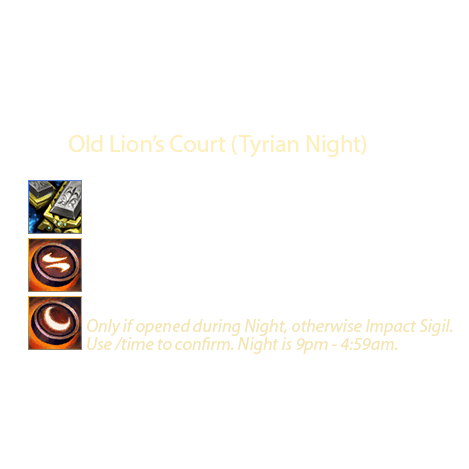 Old Lion's Court (Tyrian Night)
Only if opened during Night, otherwise Impact Sigil.
Use /time to confirm. Night is 9pm - 4:59am.